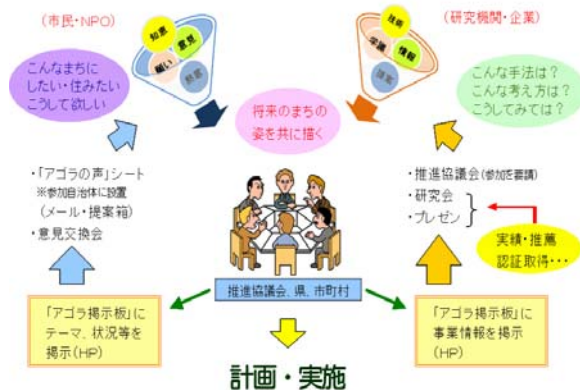 (市民・NPO)
知恵
意見
願い
熱意
こんなまちに
したい・住みたい
こうして欲しい
・「アゴラの声」シート
※参加自治体に設置
(メール・提案箱)
・意見交換会
「アゴラ掲示板」に
テーマ、状況等を
掲示(HP)
将来のまちの
姿を共に描く
推進協議会、県、市町村
計画・実施
(研究機関・企業)
技術
学識
情報
提案
こんな手法は?
こんな考え方は?
こうしてみては?
・推進協議会(参加を要請)
・研究会
・プレゼン
実績・推薦
認証取得・・・
「アゴラ掲示板」に
事業情報を掲示
(HP)